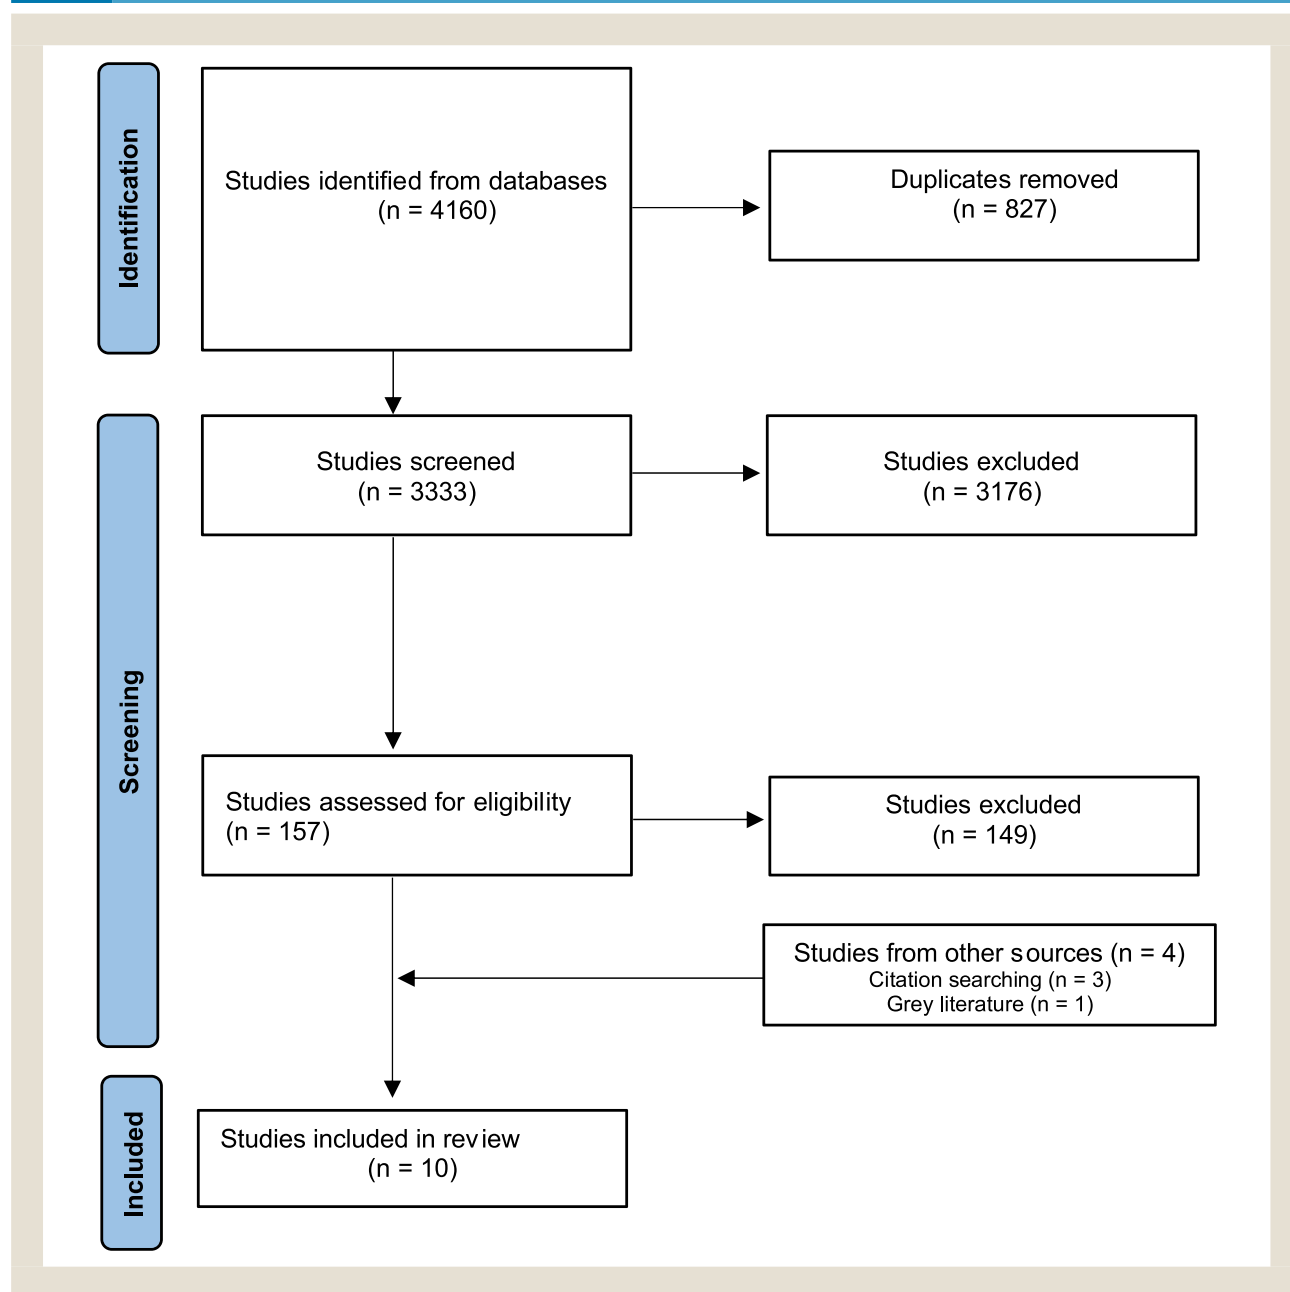 Identification
Studies identified from databases
(n = 4160)
Duplicates removed
(n = 827)
Screening
Studies screened
(n = 3333)
Studies excluded
(n = 3176)
Studies assessed for eligibility
(n = 157)
Studies excluded
(n = 149)
Studies from other sources (n = 4)
Citation searching (n = 3)
Grey literature (n = 1)
Included
Studies included in review
(n = 10)